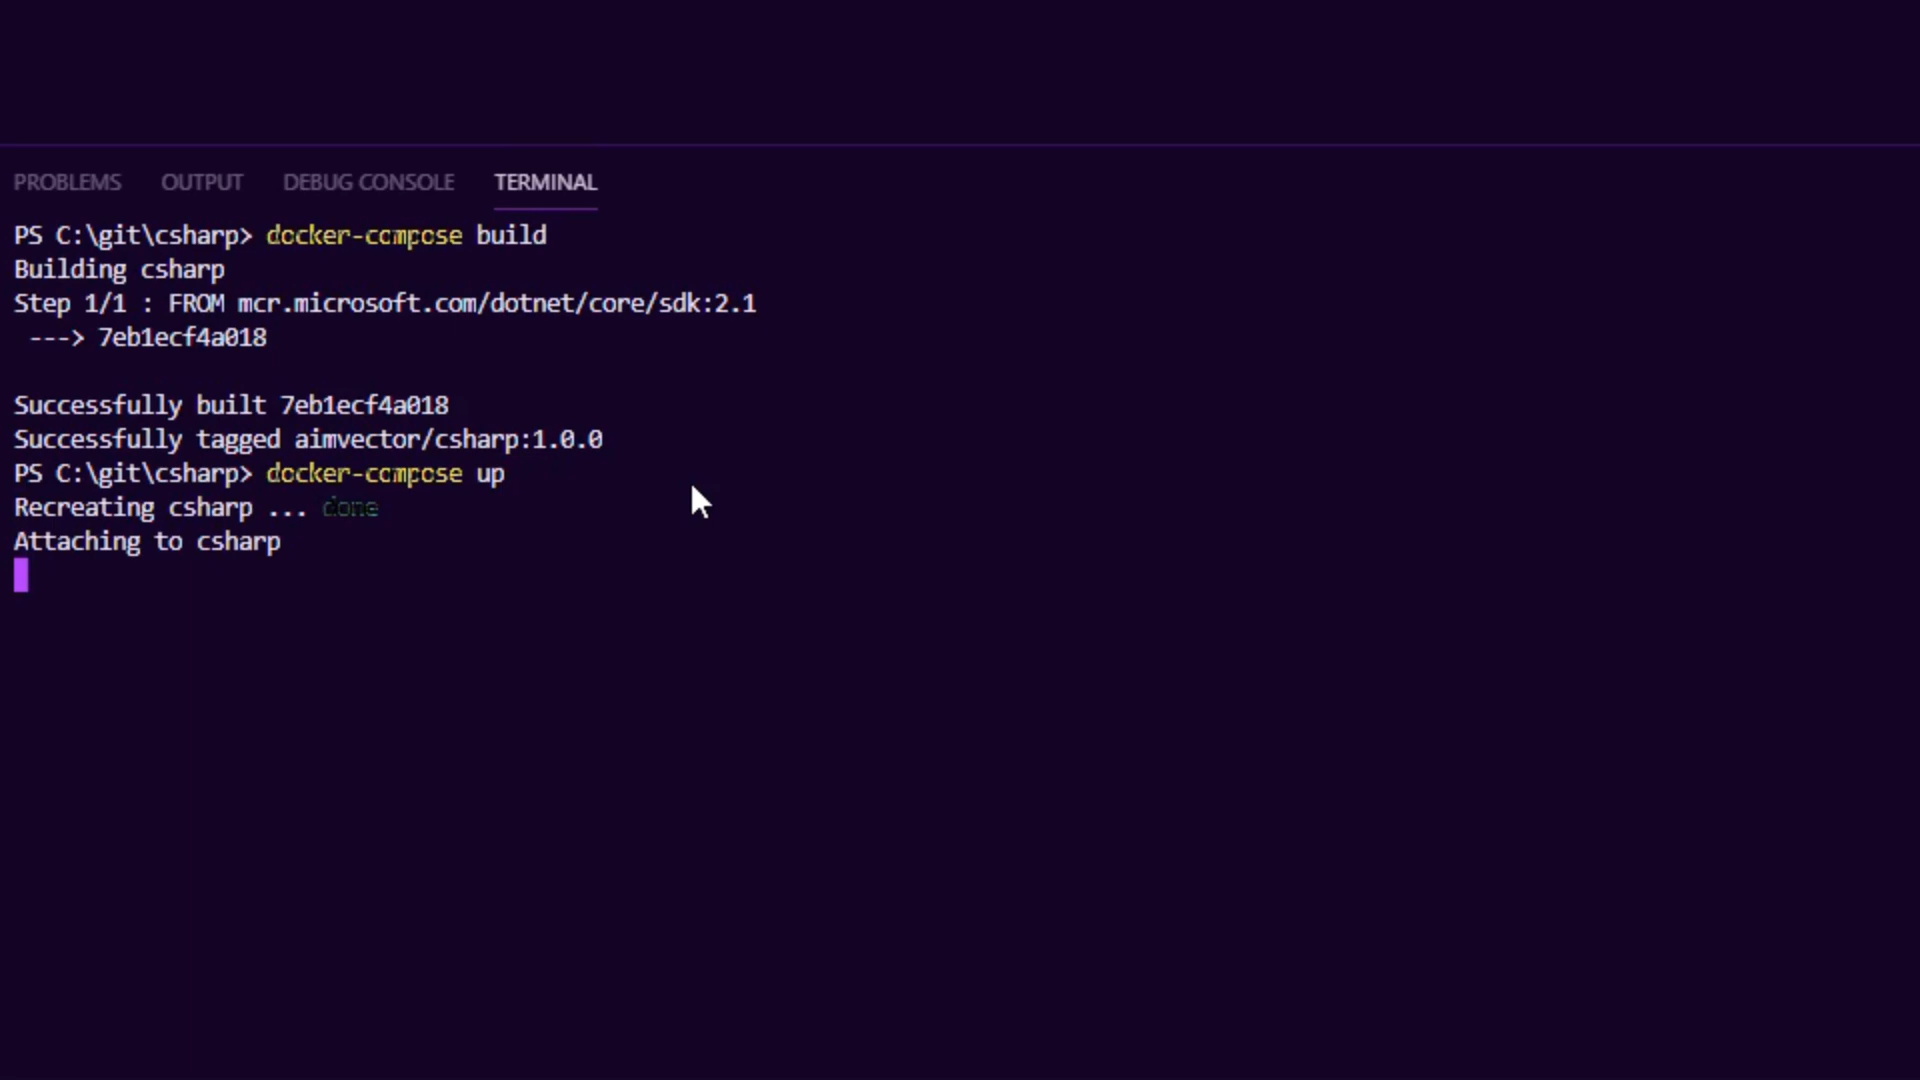 PROBLEMS OUTPUT DEBUG CONSOLE TERMINAL
PS C:\git\csharp> docker-compose build
Building csharp
Step 1/1 : FROM mcr.microsoft.com/dotnet/core/sdk:2.1
---> 7eb1ecf4a018
Successfully built 7eb1ecf4a018
Successfully tagged aimvector/csharp:1.0.0
PS C:\git\csharp> docker-compose up
Recreating csharp ... done
Attaching to csharp